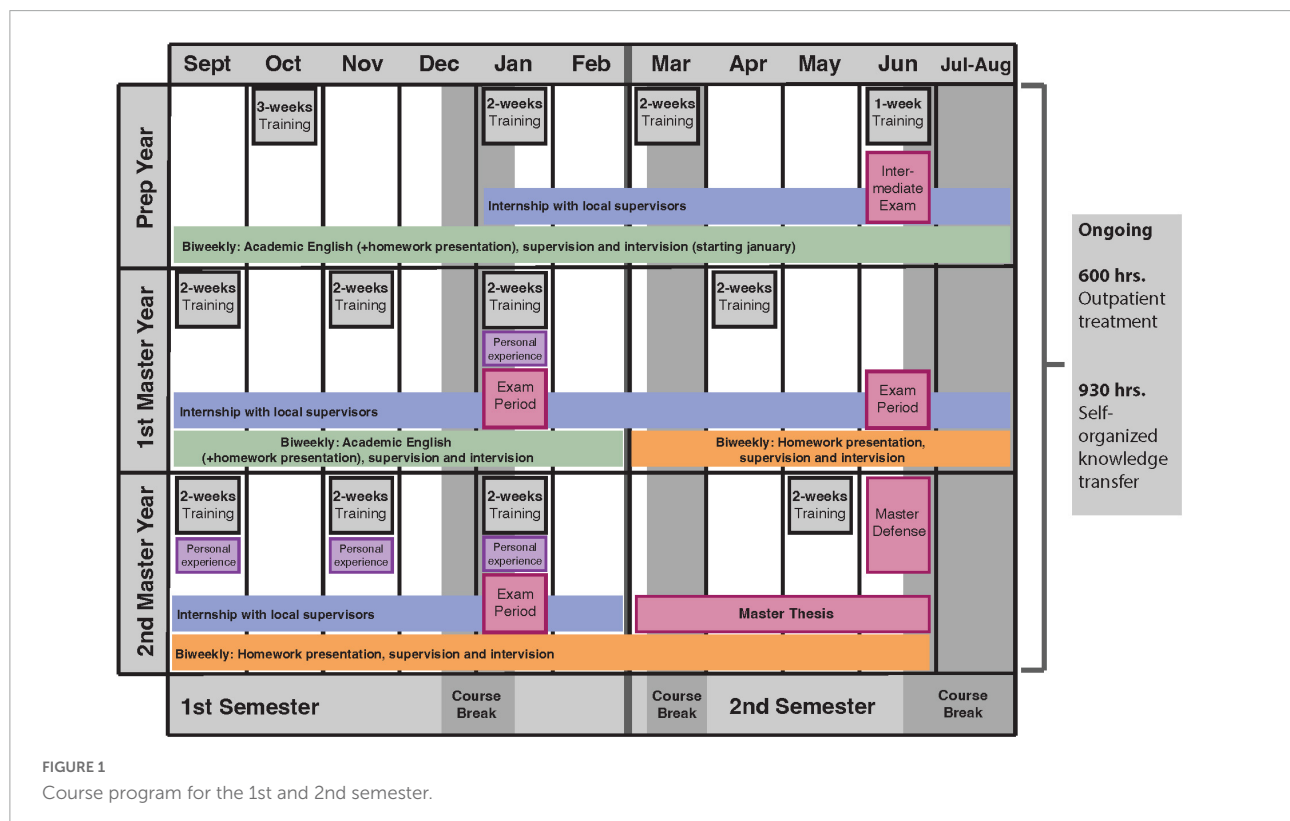 Sept Oct Nov Dec Jan Feb Mar Apr May Jun Jul-Aug
Prep Year
3-weeks
Training
2-weeks
Training
2-weeks
Training
1-week
Training
Inter-
mediate
Exam
Internship with local supervisors
Biweekly: Academic English (+homework presentation), supervision and intervision (starting january)
1st Master Year
2-weeks
Training
2-weeks
Training
2-weeks
Training
2-weeks
Training
Personal
experience
Exam
Period
Exam
Period
Internship with local supervisors
Biweekly: Academic English
(+homework presentation), supervision and intervision
Biweekly: Homework presentation,
supervision and intervision
2nd Master Year
2-weeks
Training
2-weeks
Training
2-weeks
Training
2-weeks
Training
Master
Defense
Personal
experience
Personal
experience
Personal
experience
Exam
Period
Internship with local supervisors
Master Thesis
Biweekly: Homework presentation, supervision and intervision
1st Semester
Course
Break
Course
Break
2nd Semester
Course
Break
Ongoing
600 hrs.
Outpatient
treatment
930 hrs.
Self-
organized
knowledge
transfer
FIGURE 1
Course program for the 1st and 2nd semester.